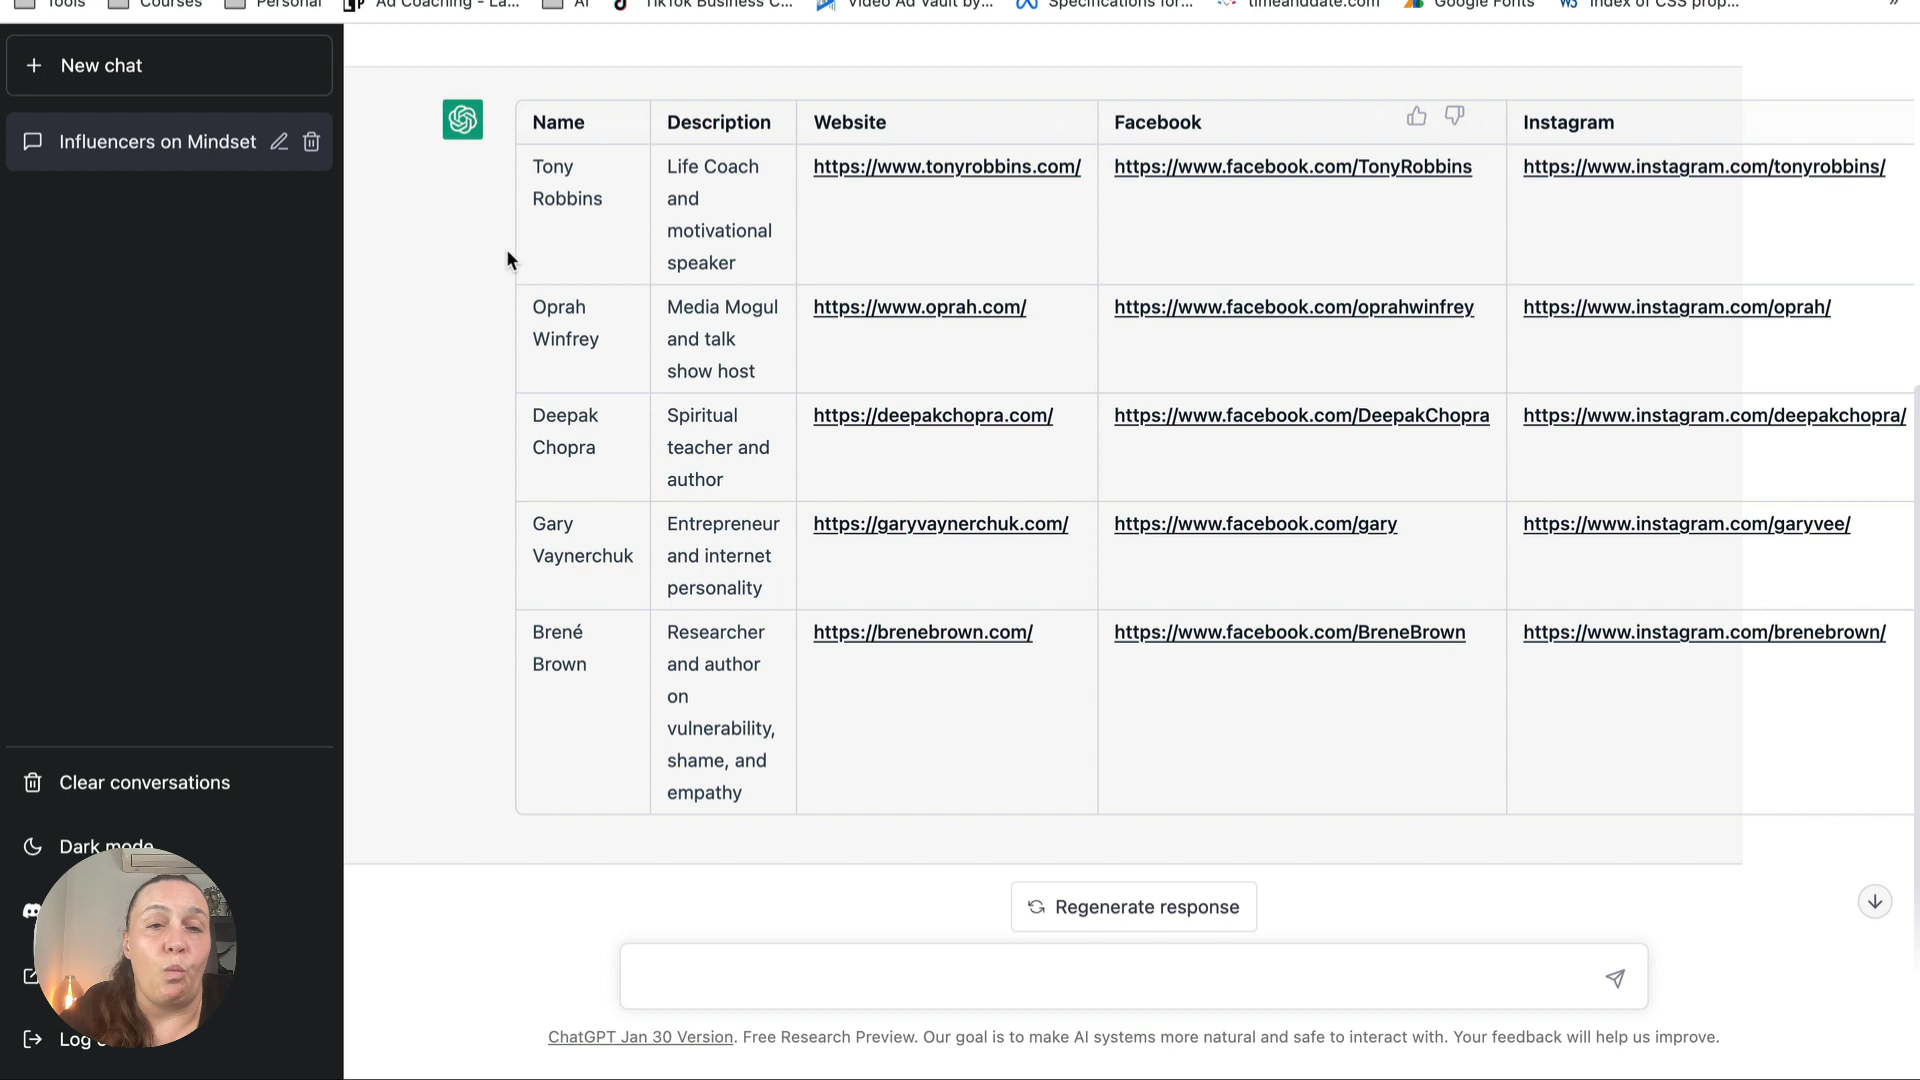 Tools Courses Personal Ad Coaching - La... AI TikTok Business C... Video Ad Vault by... Specifications for... timeanddate.com Google Fonts W3 Index of CSS prop... »
New chat
Influencers on Mindset
Name Description Website Facebook Instagram
Tony Life Coach https://www.tonyrobbins.com/ https://www.facebook.com/TonyRobbins https://www.instagram.com/tonyrobbins/
Robbins and
motivational
speaker
Oprah Media Mogul https://www.oprah.com/ https://www.facebook.com/oprahwinfrey https://www.instagram.com/oprah/
Winfrey and talk
show host
Deepak Spiritual https://deepakchopra.com/ https://www.facebook.com/DeepakChopra https://www.instagram.com/deepakchopra/
Chopra teacher and
author
Gary Entrepreneur https://garyvaynerchuk.com/ https://www.facebook.com/gary https://www.instagram.com/garyvee/
Vaynerchuk and internet
personality
Brené Researcher https://brenebrown.com/ https://www.facebook.com/BreneBrown https://www.instagram.com/brenebrown/
Brown and author
on
vulnerability,
shame, and
empathy
Clear conversations
Dark mode
Regenerate response
Log
ChatGPT Jan 30 Version. Free Research Preview. Our goal is to make AI systems more natural and safe to interact with. Your feedback will help us improve.